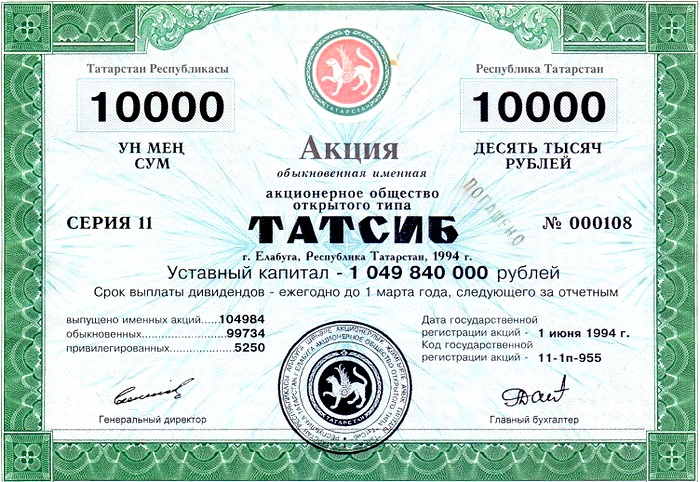 Татарстан Республикасы
10000
УН МЕҢ
СУМ
ТАТАРСТАН
Республика Татарстан
10000
ДЕСЯТЬ ТЫСЯЧ
РУБЛЕЙ
Акция
обыкновенная именная
акционерное общество
открытого типа
ТАТСИБ
СЕРИЯ 11
№ 000108
ПОГАШЕНО
г. Елабуга, Республика Татарстан, 1994 г.
Уставный капитал - 1 049 840 000 рублей
Срок выплаты дивидендов - ежегодно до 1 марта года, следующего за отчетным
выпущено именных акций.....104984
обыкновенных.....................99734
привилегированных...............5250
Дата государственной
регистрации акций - 1 июня 1994 г.
Код государственной
регистрации акций - 11-1п-955
ТАТАРСТАН
Генеральный директор
Главный бухгалтер